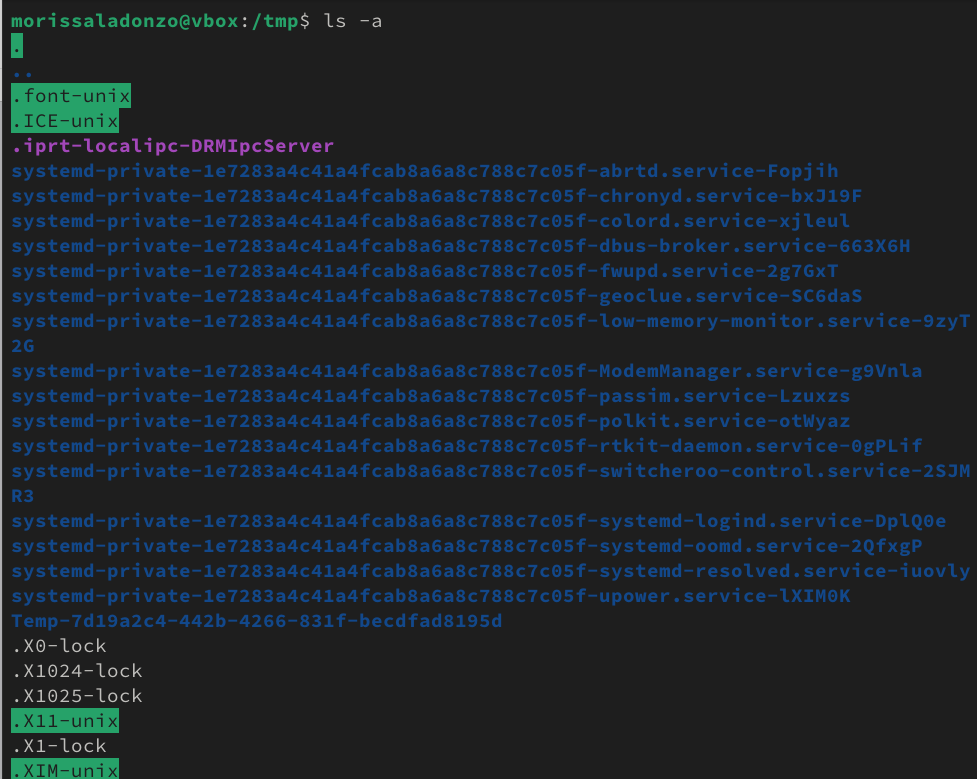 morissaladonzo@vbox:/tmp$ ls -a
.
..
.font-unix
.ICE-unix
.iprt-localipc-DRMIpcServer
systemd-private-1e7283a4c41a4fcab8a6a8c788c7c05f-abrtd.service-Fopjih
systemd-private-1e7283a4c41a4fcab8a6a8c788c7c05f-chronyd.service-bxJ19F
systemd-private-1e7283a4c41a4fcab8a6a8c788c7c05f-colord.service-xjleul
systemd-private-1e7283a4c41a4fcab8a6a8c788c7c05f-dbus-broker.service-663X6H
systemd-private-1e7283a4c41a4fcab8a6a8c788c7c05f-fwupd.service-2g7GxT
systemd-private-1e7283a4c41a4fcab8a6a8c788c7c05f-geoclue.service-SC6daS
systemd-private-1e7283a4c41a4fcab8a6a8c788c7c05f-low-memory-monitor.service-9zyT
2G
systemd-private-1e7283a4c41a4fcab8a6a8c788c7c05f-ModemManager.service-g9Vnla
systemd-private-1e7283a4c41a4fcab8a6a8c788c7c05f-passim.service-Lzuxzs
systemd-private-1e7283a4c41a4fcab8a6a8c788c7c05f-polkit.service-otWyaz
systemd-private-1e7283a4c41a4fcab8a6a8c788c7c05f-rtkit-daemon.service-0gPLif
systemd-private-1e7283a4c41a4fcab8a6a8c788c7c05f-switcheroo-control.service-2SJM
R3
systemd-private-1e7283a4c41a4fcab8a6a8c788c7c05f-systemd-logind.service-DplQ0e
systemd-private-1e7283a4c41a4fcab8a6a8c788c7c05f-systemd-oomd.service-2QfxgP
systemd-private-1e7283a4c41a4fcab8a6a8c788c7c05f-systemd-resolved.service-iuovly
systemd-private-1e7283a4c41a4fcab8a6a8c788c7c05f-upower.service-lXIM0K
Temp-7d19a2c4-442b-4266-831f-becdfad8195d
.X0-lock
.X1024-lock
.X1025-lock
.X11-unix
.X1-lock
.XIM-unix